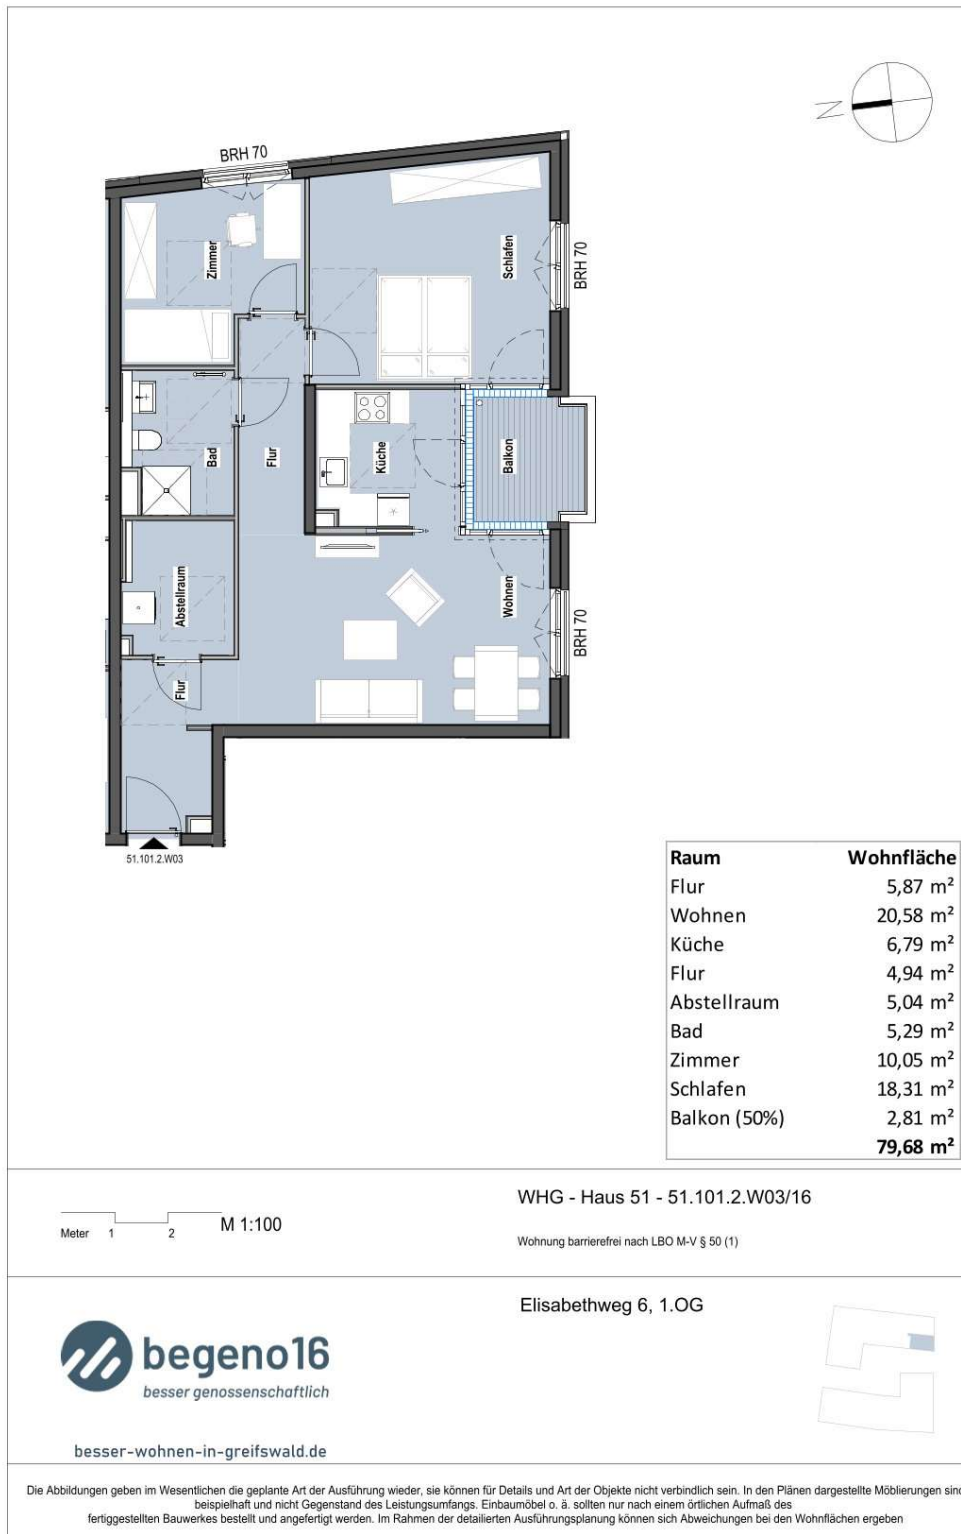 N
BRH 70
Zimmer
Schlafen
BRH 70
Bad
Flur
Küche
Balkon
Abstellraum
Wohnen
BRH 70
Flur
51.101.2.W03
Raum Wohnfläche
Flur 5,87 m²
Wohnen 20,58 m²
Küche 6,79 m²
Flur 4,94 m²
Abstellraum 5,04 m²
Bad 5,29 m²
Zimmer 10,05 m²
Schlafen 18,31 m²
Balkon (50%) 2,81 m²
79,68 m²
Meter 1 2 M 1:100
WHG - Haus 51 - 51.101.2.W03/16
Wohnung barrierefrei nach LBO M-V § 50 (1)
Elisabethweg 6, 1.OG
begeno16
besser genossenschaftlich
besser-wohnen-in-greifswald.de
Die Abbildungen geben im Wesentlichen die geplante Art der Ausführung wieder, sie können für Details und Art der Objekte nicht verbindlich sein. In den Plänen dargestellte Möblierungen sind
beispielhaft und nicht Gegenstand des Leistungsumfangs. Einbaumöbel o. ä. sollten nur nach einem örtlichen Aufmaß des
fertiggestellten Bauwerkes bestellt und angefertigt werden. Im Rahmen der detailierten Ausführungsplanung können sich Abweichungen bei den Wohnflächen ergeben